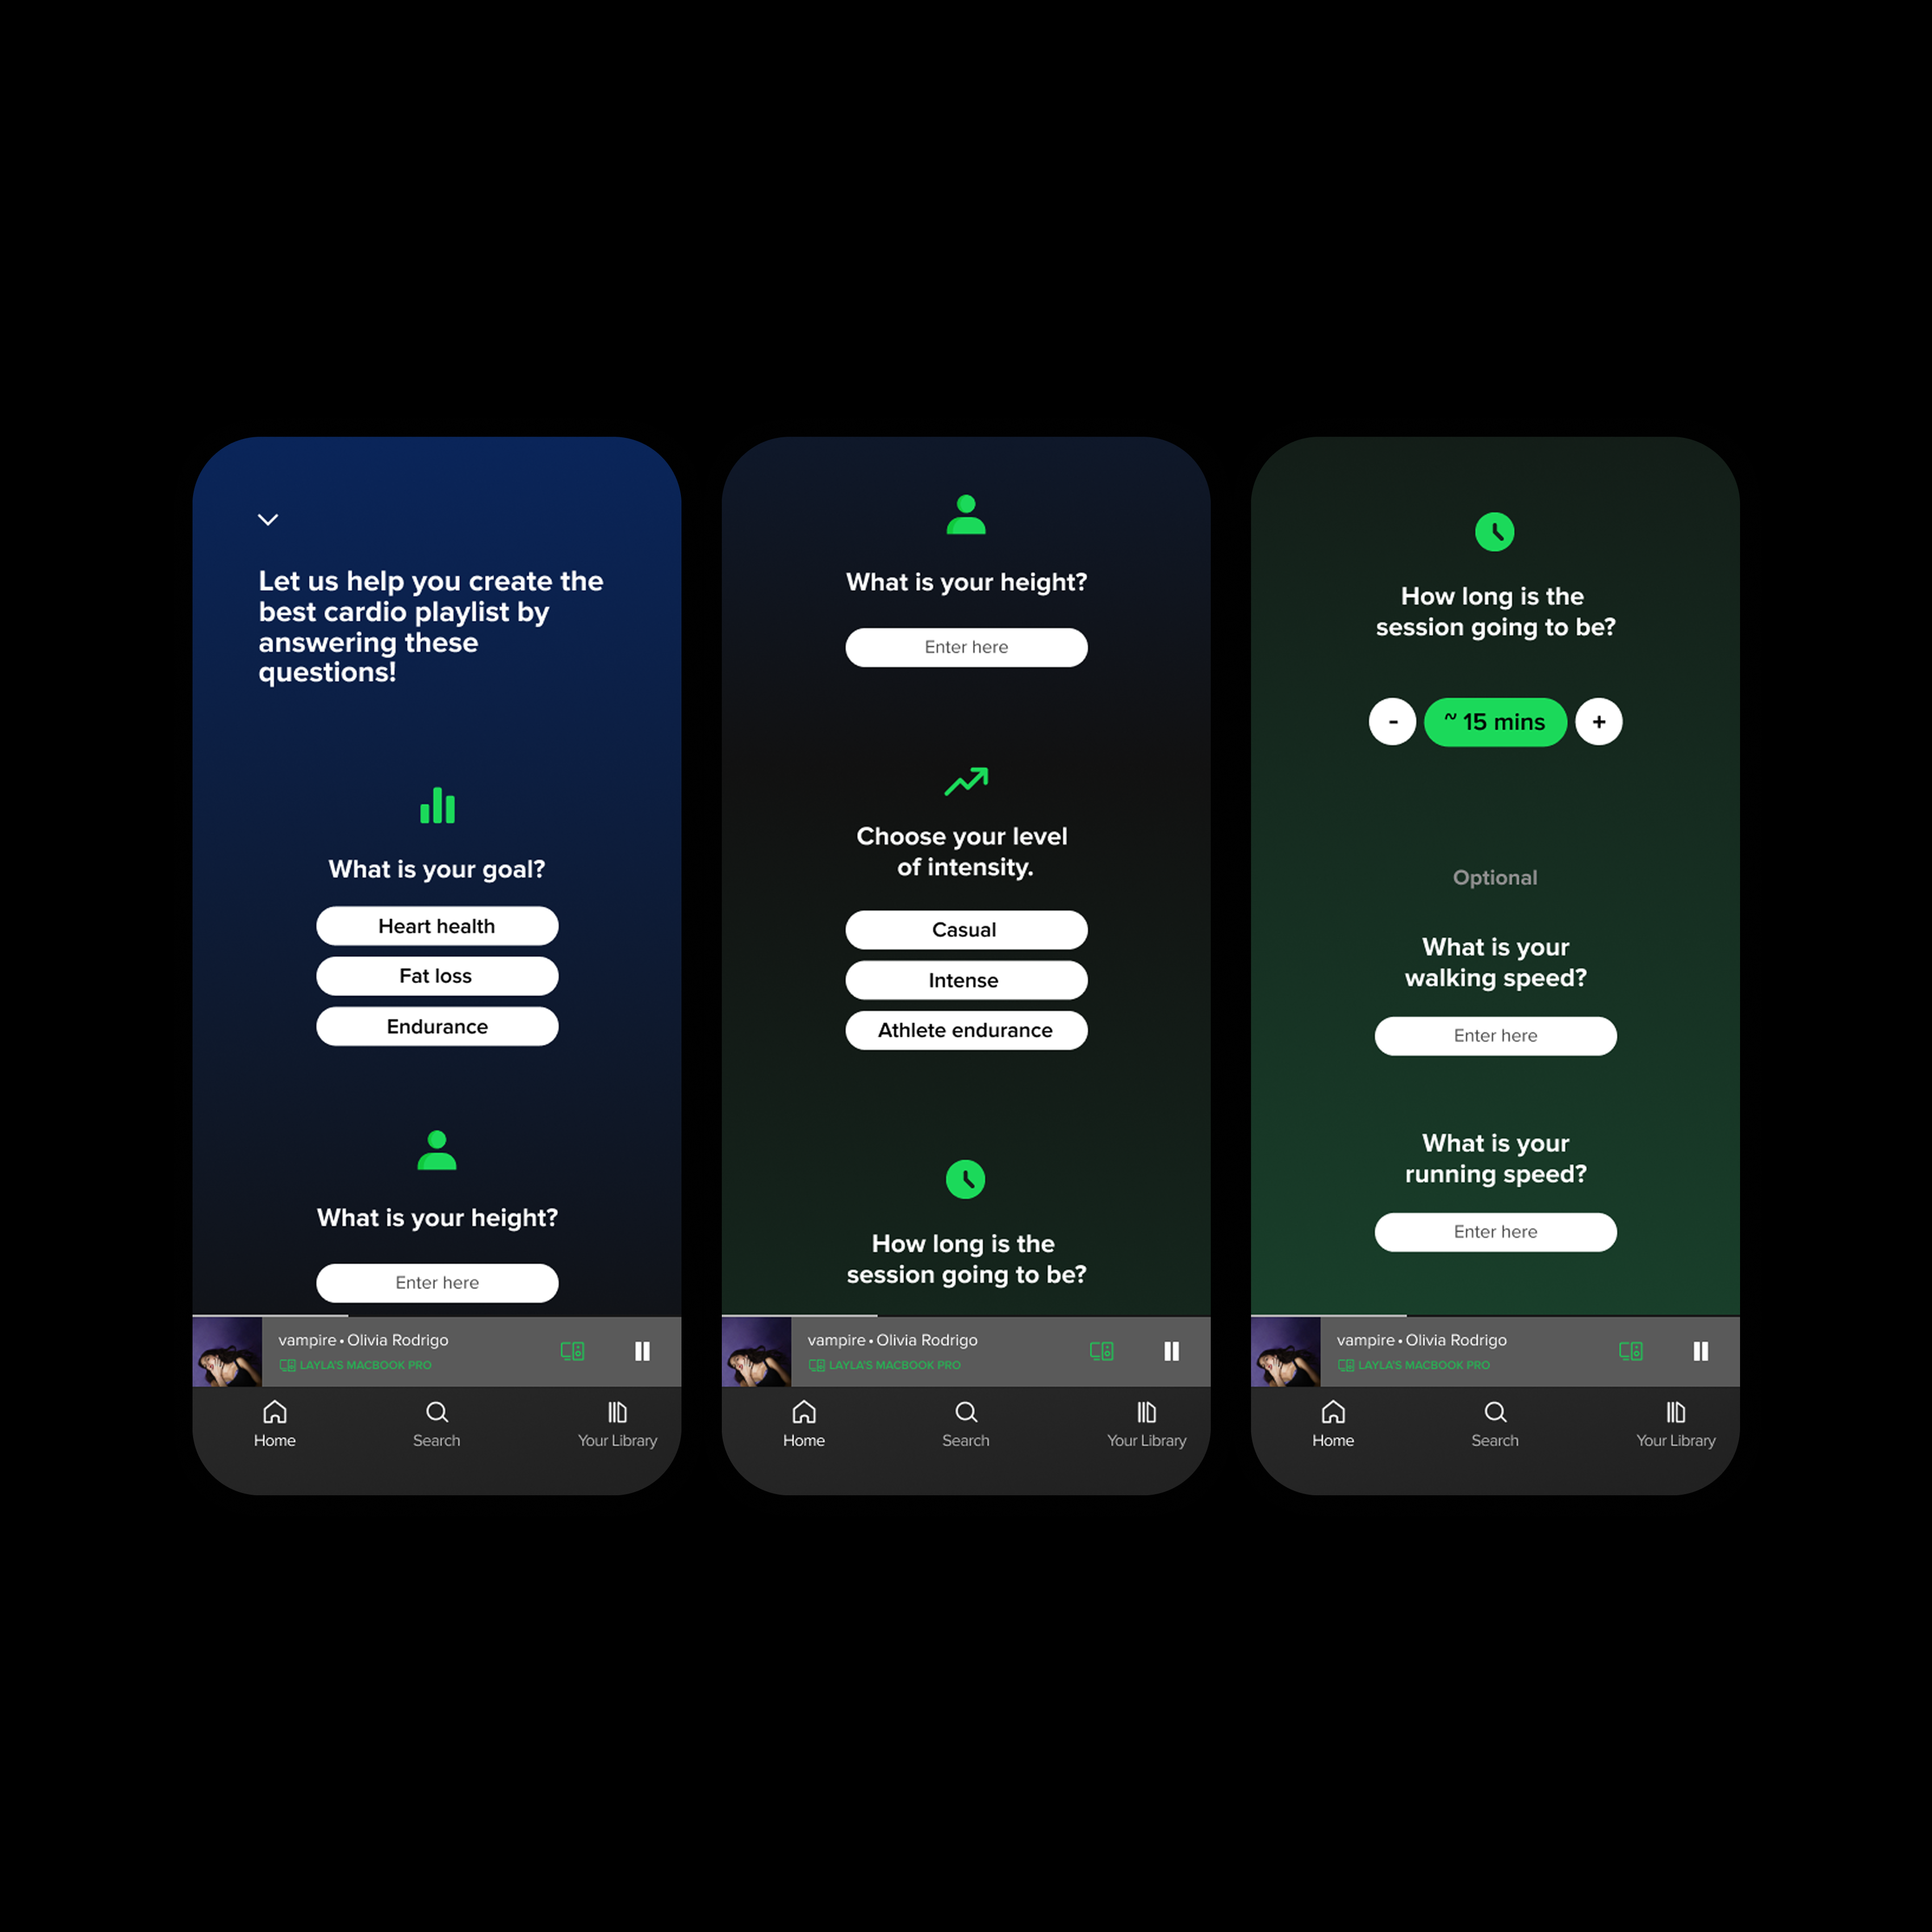 Let us help you create the
best cardio playlist by
answering these
questions!
What is your goal?
Heart health
Fat loss
Endurance
What is your height?
Enter here
vampire • Olivia Rodrigo
LAYLA'S MACBOOK PRO
Home
Search
Your Library
What is your height?
Enter here
Choose your level
of intensity.
Casual
Intense
Athlete endurance
How long is the
session going to be?
vampire • Olivia Rodrigo
LAYLA'S MACBOOK PRO
Home
Search
Your Library
How long is the
session going to be?
- ~ 15 mins +
Optional
What is your
walking speed?
Enter here
What is your
running speed?
Enter here
vampire • Olivia Rodrigo
LAYLA'S MACBOOK PRO
Home
Search
Your Library